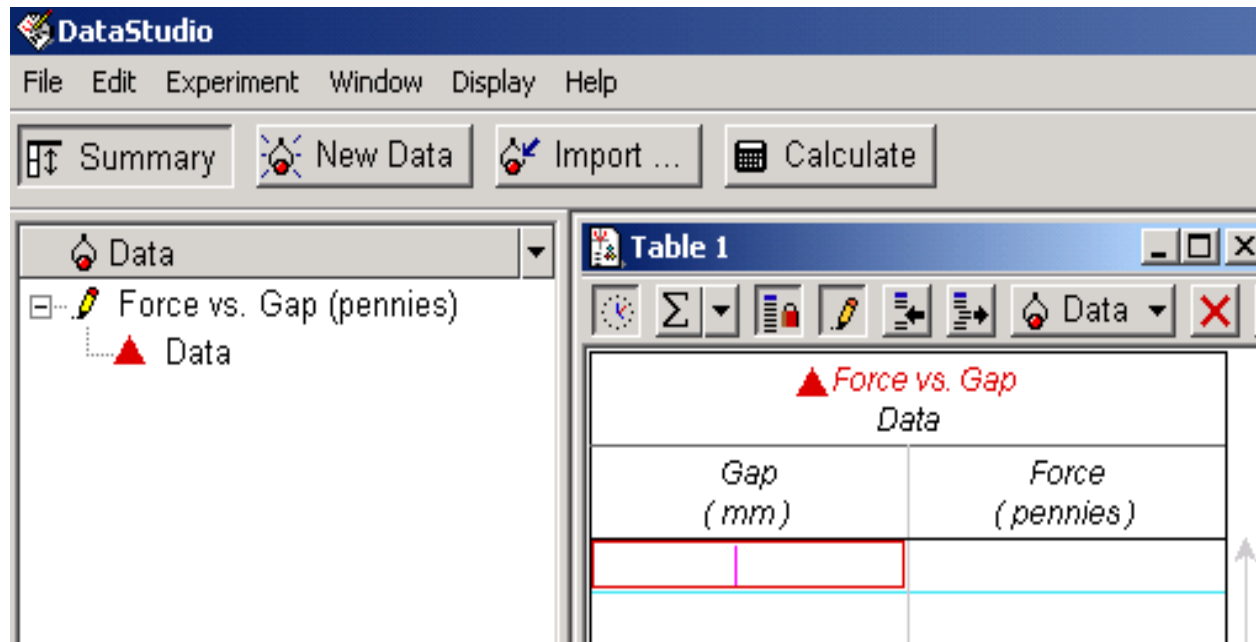 DataStudio
File Edit Experiment Window Display Help
Summary New Data Import ... Calculate
Data
Force vs. Gap (pennies)
Data
Table 1
Σ Data
Force vs. Gap
Data
Gap Force
(mm) (pennies)